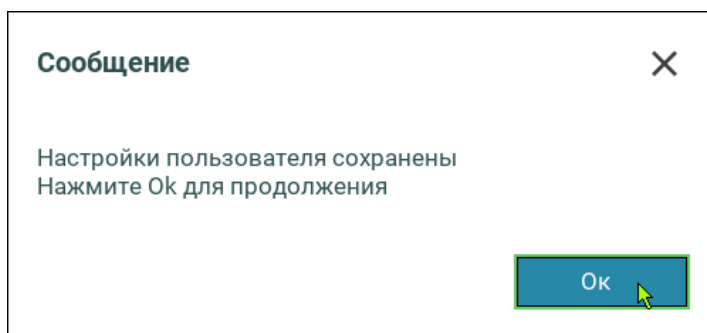 Сообщение
Настройки пользователя сохранены
Нажмите Ok для продолжения
Ок